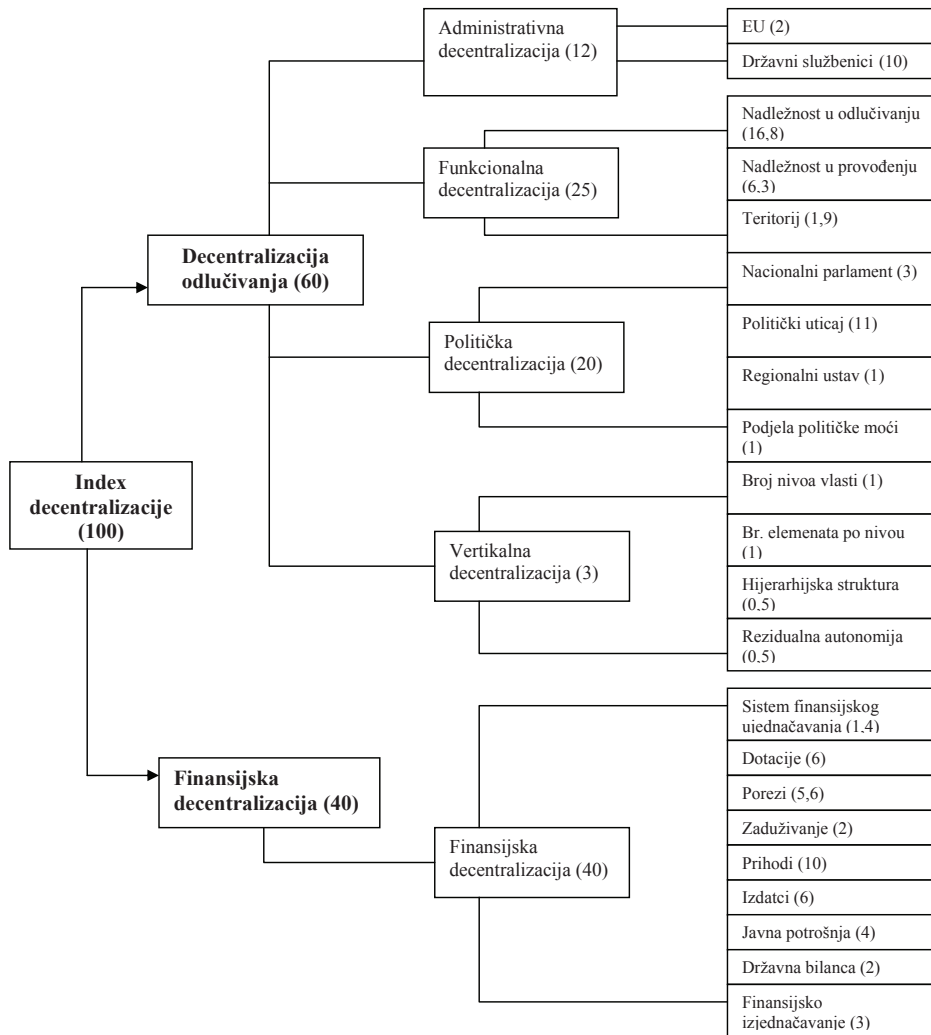 Administrativna
decentralizacija (12)
EU (2)
Državni službenici (10)
Funkcionalna
decentralizacija (25)
Nadležnost u odlučivanju
(16,8)
Nadležnost u provođenju
(6,3)
Teritorij (1,9)
Decentralizacija
odlučivanja (60)
Politička
decentralizacija (20)
Nacionalni parlament (3)
Politički uticaj (11)
Regionalni ustav (1)
Podjela političke moći
(1)
Index
decentralizacije
(100)
Vertikalna
decentralizacija (3)
Broj nivoa vlasti (1)
Br. elemenata po nivou
(1)
Hijerarhijska struktura
(0,5)
Rezidualna autonomija
(0,5)
Finansijska
decentralizacija (40)
Finansijska
decentralizacija (40)
Sistem finansijskog
ujednačavanja (1,4)
Dotacije (6)
Porezi (5,6)
Zaduživanje (2)
Prihodi (10)
Izdatci (6)
Javna potrošnja (4)
Državna bilanca (2)
Finansijsko
izjednačavanje (3)